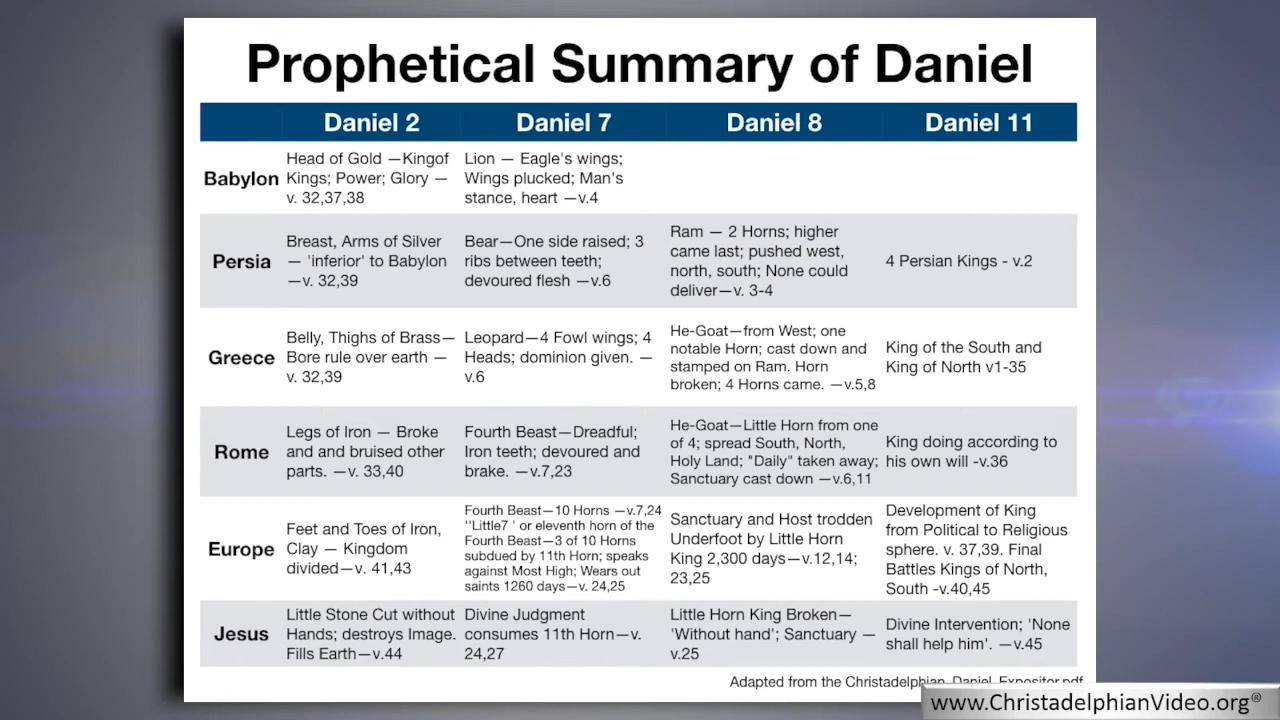 Prophetical Summary of Daniel
Daniel 2 Daniel 7 Daniel 8 Daniel 11
Babylon
Head of Gold —Kingof
Kings; Power; Glory —
v. 32,37,38
Lion — Eagle's wings;
Wings plucked; Man's
stance, heart —v.4
Persia
Breast, Arms of Silver
— 'inferior' to Babylon
—v. 32,39
Bear—One side raised; 3
ribs between teeth;
devoured flesh —v.6
Ram — 2 Horns; higher
came last; pushed west,
north, south; None could
deliver—v. 3-4
4 Persian Kings - v.2
Greece
Belly, Thighs of Brass—
Bore rule over earth —
v. 32,39
Leopard—4 Fowl wings; 4
Heads; dominion given. —
v.6
He-Goat—from West; one
notable Horn; cast down and
stamped on Ram. Horn
broken; 4 Horns came. —v.5,8
King of the South and
King of North v1-35
Rome
Legs of Iron — Broke
and and bruised other
parts. —v. 33,40
Fourth Beast—Dreadful;
Iron teeth; devoured and
brake. —v.7,23
He-Goat—Little Horn from one
of 4; spread South, North,
Holy Land; "Daily" taken away;
Sanctuary cast down —v.6,11
King doing according to
his own will -v.36
Europe
Feet and Toes of Iron,
Clay — Kingdom
divided—v. 41,43
Fourth Beast—10 Horns —v.7,24
''Little7 ' or eleventh horn of the
Fourth Beast—3 of 10 Horns
subdued by 11th Horn; speaks
against Most High; Wears out
saints 1260 days—v. 24,25
Sanctuary and Host trodden
Underfoot by Little Horn
King 2,300 days—v.12,14;
23,25
Development of King
from Political to Religious
sphere. v. 37,39. Final
Battles Kings of North,
South -v.40,45
Jesus
Little Stone Cut without
Hands; destroys Image.
Fills Earth—v.44
Divine Judgment
consumes 11th Horn—v.
24,27
Little Horn King Broken—
'Without hand'; Sanctuary —
v.25
Divine Intervention; 'None
shall help him'. —v.45
Adapted from the Christadelphian_Daniel_Expositor.pdf
www.ChristadelphianVideo.org®